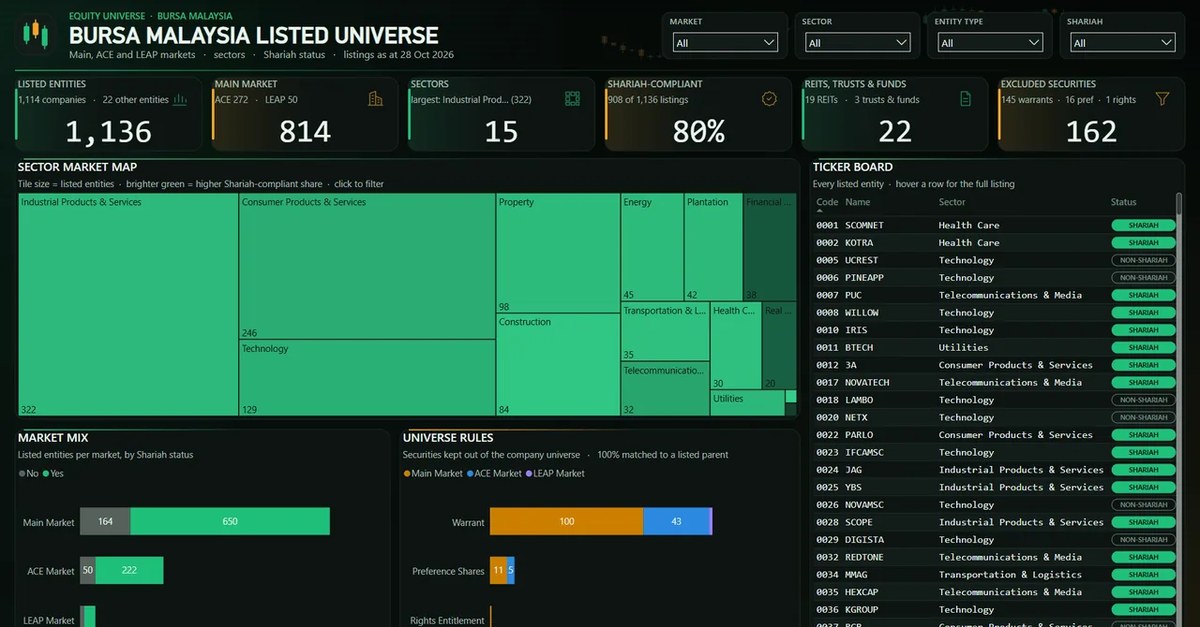 EQUITY UNIVERSE · BURSA MALAYSIA
BURSA MALAYSIA LISTED UNIVERSE
Main, ACE and LEAP markets · sectors · Shariah status · listings as at 28 Oct 2026
MARKET
All
SECTOR
All
ENTITY TYPE
All
SHARIAH
All
LISTED ENTITIES
1,114 companies · 22 other entities
1,136
MAIN MARKET
ACE 272 · LEAP 50
814
SECTORS
largest: Industrial Prod... (322)
15
SHARIAH-COMPLIANT
908 of 1,136 listings
80%
REITS, TRUSTS & FUNDS
19 REITs · 3 trusts & funds
22
EXCLUDED SECURITIES
145 warrants · 16 pref · 1 rights
162
SECTOR MARKET MAP
Tile size = listed entities · brighter green = higher Shariah-compliant share · click to filter
Industrial Products & Services
322
Consumer Products & Services
246
Technology
129
Property
98
Construction
84
Energy
45
Plantation
42
Financial ...
38
Transportation & L...
35
Telecommunicatio...
32
Health C...
30
Real ...
20
Utilities
MARKET MIX
Listed entities per market, by Shariah status
No Yes
Main Market 164 650
ACE Market 50 222
LEAP Market
UNIVERSE RULES
Securities kept out of the company universe · 100% matched to a listed parent
Main Market ACE Market LEAP Market
Warrant 100 43
Preference Shares 11 5
Rights Entitlement
TICKER BOARD
Every listed entity · hover a row for the full listing
Code Name Sector Status
0001 SCOMNET Health Care SHARIAH
0002 KOTRA Health Care SHARIAH
0005 UCREST Technology NON-SHARIAH
0006 PINEAPP Technology NON-SHARIAH
0007 PUC Telecommunications & Media SHARIAH
0008 WILLOW Technology SHARIAH
0010 IRIS Technology SHARIAH
0011 BTECH Utilities SHARIAH
0012 3A Consumer Products & Services SHARIAH
0017 NOVATECH Telecommunications & Media SHARIAH
0018 LAMBO Technology NON-SHARIAH
0020 NETX Technology NON-SHARIAH
0022 PARLO Consumer Products & Services SHARIAH
0023 IFCAMSC Technology SHARIAH
0024 JAG Industrial Products & Services SHARIAH
0025 YBS Industrial Products & Services SHARIAH
0026 NOVAMSC Technology NON-SHARIAH
0028 SCOPE Industrial Products & Services SHARIAH
0029 DIGISTA Technology NON-SHARIAH
0032 REDTONE Telecommunications & Media SHARIAH
0034 MMAG Transportation & Logistics SHARIAH
0035 HEXCAP Telecommunications & Media SHARIAH
0036 KGROUP Technology SHARIAH